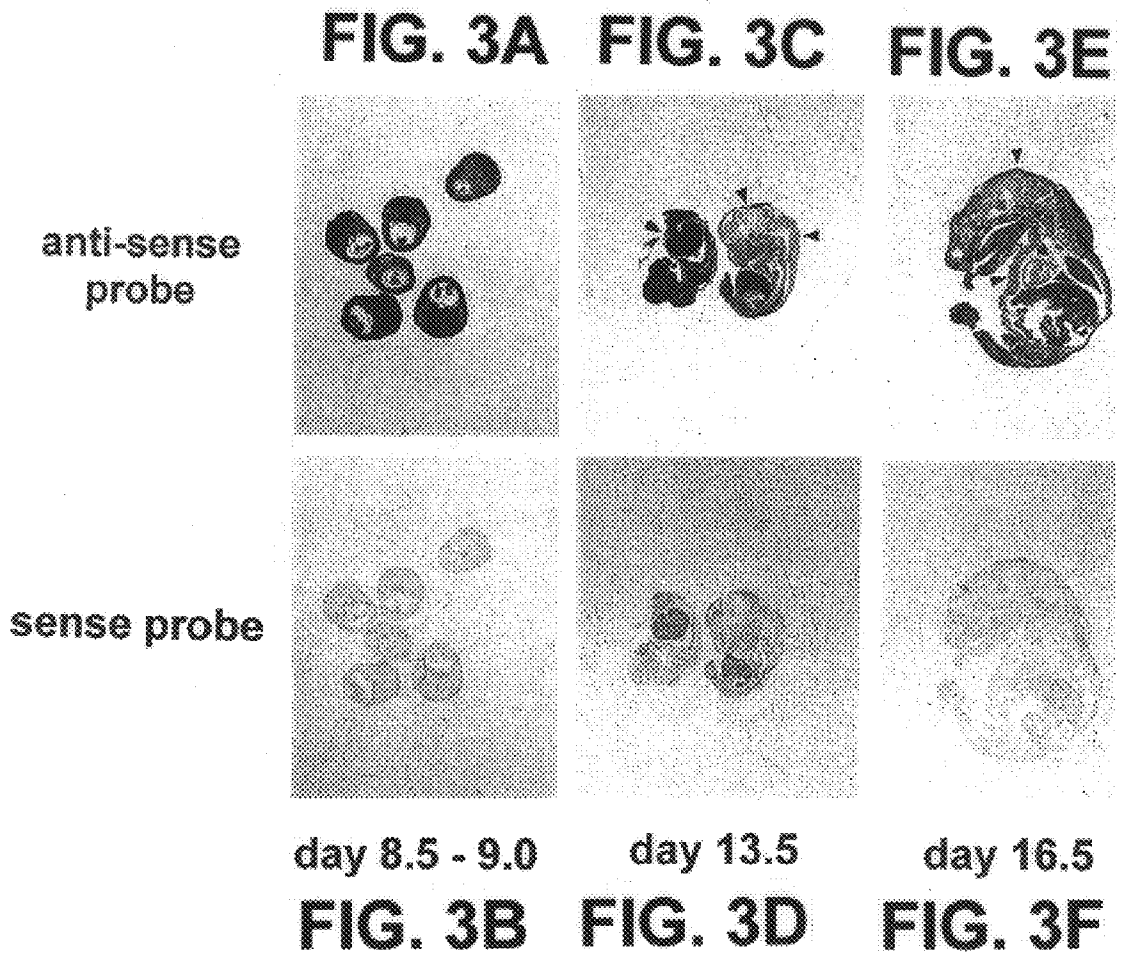 FIG. 3A FIG. 3C FIG. 3E
anti-sense
probe
sense probe
day 8.5 - 9.0 day 13.5 day 16.5
FIG. 3B FIG. 3D FIG. 3F